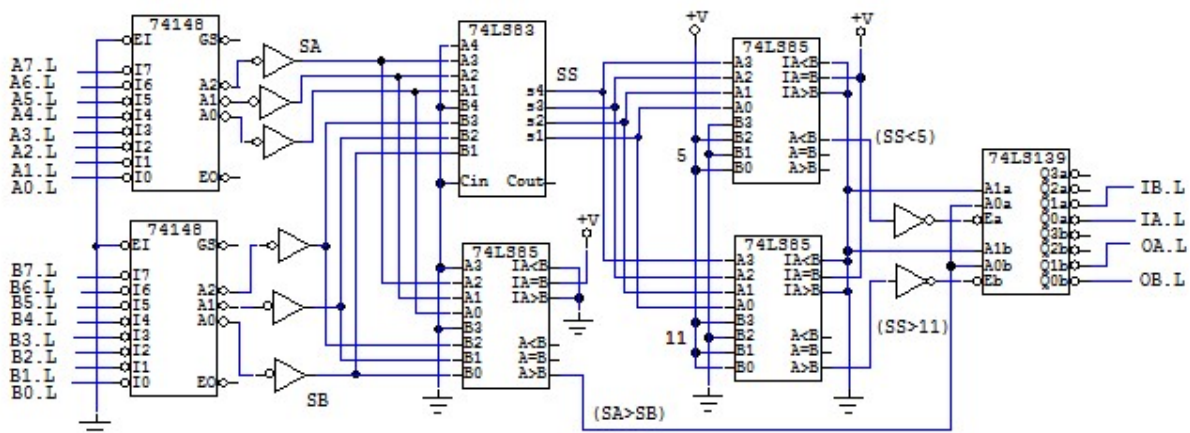 74148
EI GS
I7
I6 A2
I5 A1
I4 A0
I3
I2
I1
I0 EO
A7.L
A6.L
A5.L
A4.L
A3.L
A2.L
A1.L
A0.L
SA
74148
EI GS
I7
I6 A2
I5 A1
I4 A0
I3
I2
I1
I0 EO
B7.L
B6.L
B5.L
B4.L
B3.L
B2.L
B1.L
B0.L
SB
74LS83
A4
A3
A2
A1
B4 s4
B3 s3
B2 s2
B1 s1
Cin Cout
SS
74LS85
A3 IA<B
A2 IA=B
A1 IA>B
A0
B3
B2 A<B
B1 A=B
B0 A>B
+V
(SA>SB)
+V
+V
74LS85
A3 IA<B
A2 IA=B
A1 IA>B
A0
B3
B2 A<B
B1 A=B
B0 A>B
5
(SS<5)
74LS85
A3 IA<B
A2 IA=B
A1 IA>B
A0
B3
B2 A<B
B1 A=B
B0 A>B
11
(SS>11)
74LS139
Q3a
A1a Q2a
A0a Q1a
Ea Q0a
Q3b
A1b Q2b
A0b Q1b
Eb Q0b
IB.L
IA.L
OA.L
OB.L